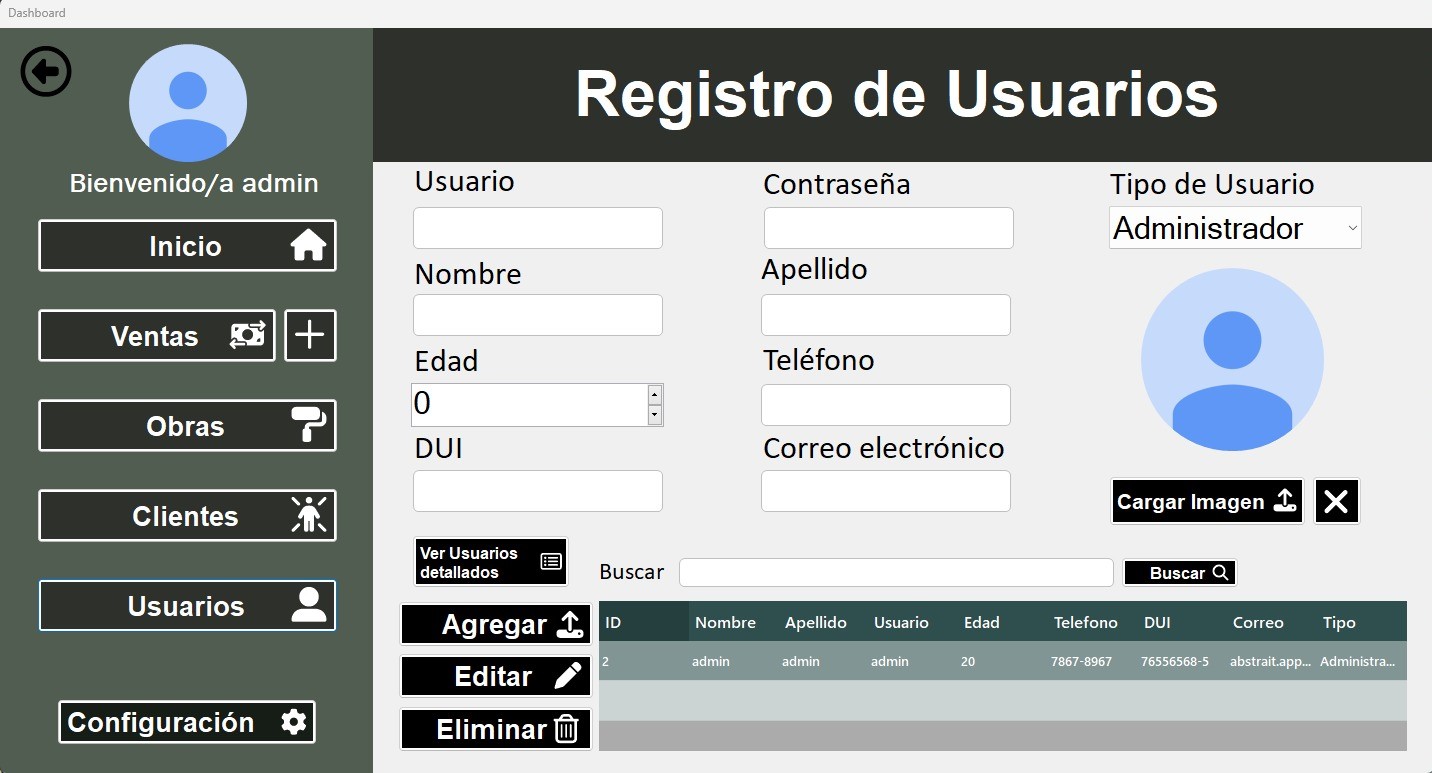 Dashboard
Bienvenido/a admin
Inicio
Ventas
Obras
Clientes
Usuarios
Configuración
Registro de Usuarios
Usuario
Contraseña
Tipo de Usuario
Administrador
Nombre
Apellido
Edad
0
Teléfono
DUI
Correo electrónico
Cargar Imagen
Ver Usuarios
detallados
Buscar
Buscar
Agregar
Editar
Eliminar
ID Nombre Apellido Usuario Edad Telefono DUI Correo Tipo
2 admin admin admin 20 7867-8967 76556568-5 abstrait.app... Administra...